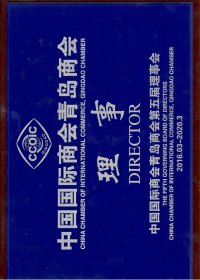 CCOIC
中国国际商会青岛商会
CHINA CHAMBER OF INTERNATIONAL COMMERCE, QINGDAO CHAMBER
理事
DIRECTOR
中国国际商会青岛商会第五届理事会
THE FIFTH GOVERNING BOARD OF DIRECTORS
CHINA CHAMBER OF INTERNATIONAL COMMERCE, QINGDAO CHAMBER
2016.03-2020.3